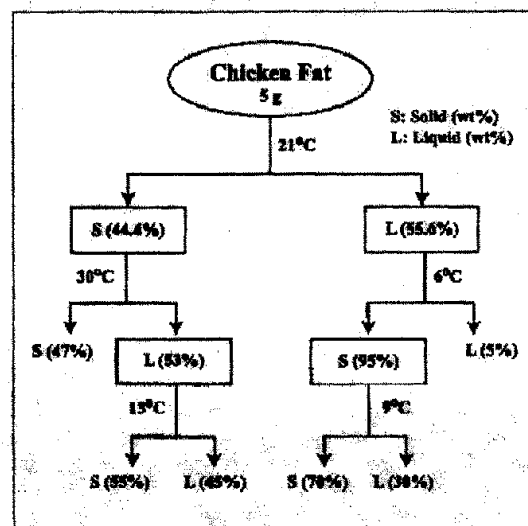 Chicken Fat
5 g
S: Solid (wt%)
L: Liquid (wt%)
21°C
S (44.4%)
L (55.6%)
30°C
6°C
S (47%)
L (53%)
S (95%)
L (5%)
15°C
9°C
S (55%)
L (45%)
S (70%)
L (30%)